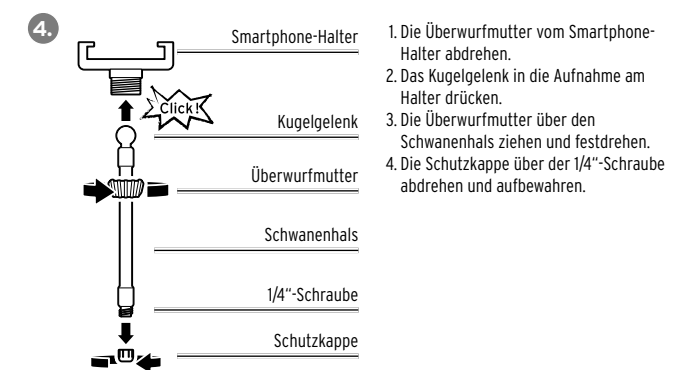 4.
Smartphone-Halter
Click!
Kugelgelenk
Überwurfmutter
Schwanenhals
1/4“-Schraube
Schutzkappe
1. Die Überwurfmutter vom Smartphone-
Halter abdrehen.
2. Das Kugelgelenk in die Aufnahme am
Halter drücken.
3. Die Überwurfmutter über den
Schwanenhals ziehen und festdrehen.
4. Die Schutzkappe über der 1/4“-Schraube
abdrehen und aufbewahren.